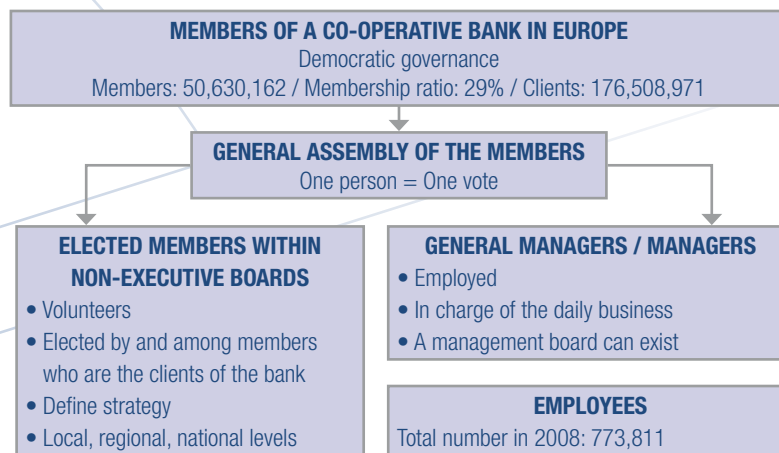 MEMBERS OF A CO-OPERATIVE BANK IN EUROPE
Democratic governance
Members: 50,630,162 / Membership ratio: 29% / Clients: 176,508,971
GENERAL ASSEMBLY OF THE MEMBERS
One person = One vote
ELECTED MEMBERS WITHIN
NON-EXECUTIVE BOARDS
• Volunteers
• Elected by and among members
who are the clients of the bank
• Define strategy
• Local, regional, national levels
GENERAL MANAGERS / MANAGERS
• Employed
• In charge of the daily business
• A management board can exist
EMPLOYEES
Total number in 2008: 773,811